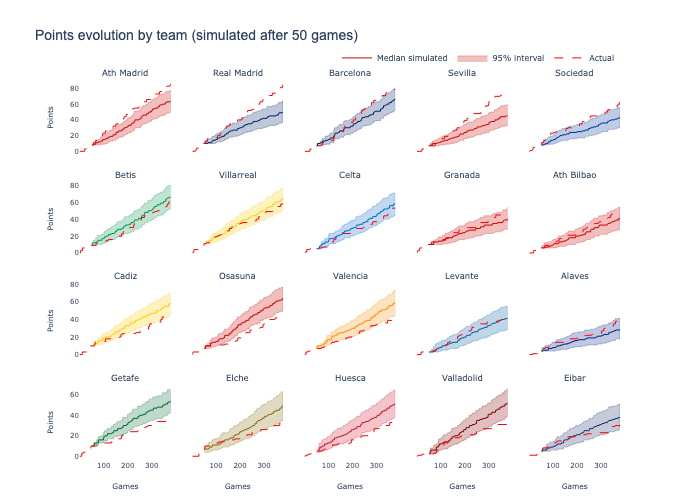 Points evolution by team (simulated after 50 games)
Median simulated 95% interval Actual
Ath Madrid Real Madrid Barcelona Sevilla Sociedad
80
60
40
20
0
Points
Betis Villarreal Celta Granada Ath Bilbao
80
60
40
20
0
Points
Cadiz Osasuna Valencia Levante Alaves
80
60
40
20
0
Points
Getafe Elche Huesca Valladolid Eibar
60
40
20
0
Points
100 200 300 100 200 300 100 200 300 100 200 300 100 200 300
Games Games Games Games Games